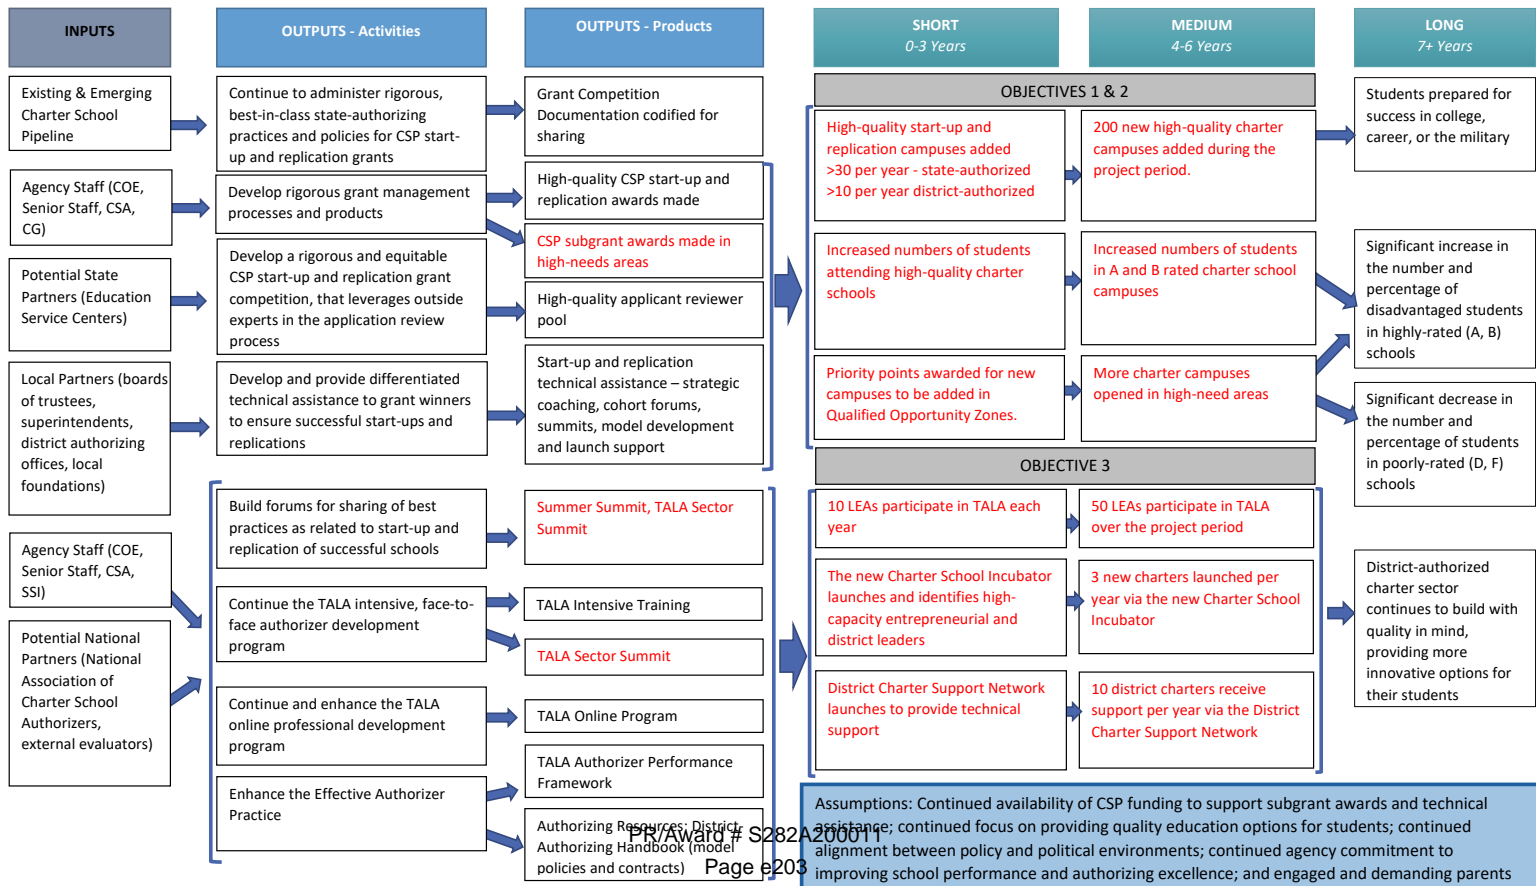 INPUTS
Existing & Emerging
Charter School
Pipeline
Agency Staff (COE,
Senior Staff, CSA,
CG)
Potential State
Partners (Education
Service Centers)
Local Partners (boards
of trustees,
superintendents,
district authorizing
offices, local
foundations)
Agency Staff (COE,
Senior Staff, CSA,
SSI)
Potential National
Partners (National
Association of
Charter School
Authorizers,
external evaluators)
OUTPUTS - Activities
Continue to administer rigorous,
best-in-class state-authorizing
practices and policies for CSP start-
up and replication grants
Develop rigorous grant management
processes and products
Develop a rigorous and equitable
CSP start-up and replication grant
competition, that leverages outside
experts in the application review
process
Develop and provide differentiated
technical assistance to grant winners
to ensure successful start-ups and
replications
Build forums for sharing of best
practices as related to start-up and
replication of successful schools
Continue the TALA intensive, face-to-
face authorizer development
program
Continue and enhance the TALA
online professional development
program
Enhance the Effective Authorizer
Practice
OUTPUTS - Products
Grant Competition
Documentation codified for
sharing
High-quality CSP start-up and
replication awards made
CSP subgrant awards made in
high-needs areas
High-quality applicant reviewer
pool
Start-up and replication
technical assistance – strategic
coaching, cohort forums,
summits, model development
and launch support
Summer Summit, TALA Sector
Summit
TALA Intensive Training
TALA Sector Summit
TALA Online Program
TALA Authorizer Performance
Framework
Authorizing Resources: District
Authorizing Handbook (model
policies and contracts)
SHORT
0-3 Years
MEDIUM
4-6 Years
LONG
7+ Years
OBJECTIVES 1 & 2
High-quality start-up and
replication campuses added
>30 per year - state-authorized
>10 per year district-authorized
200 new high-quality charter
campuses added during the
project period.
Increased numbers of students
attending high-quality charter
schools
Increased numbers of students
in A and B rated charter school
campuses
Priority points awarded for new
campuses to be added in
Qualified Opportunity Zones.
More charter campuses
opened in high-need areas
OBJECTIVE 3
10 LEAs participate in TALA each
year
50 LEAs participate in TALA
over the project period
The new Charter School Incubator
launches and identifies high-
capacity entrepreneurial and
district leaders
3 new charters launched per
year via the new Charter School
Incubator
District Charter Support Network
launches to provide technical
support
10 district charters receive
support per year via the District
Charter Support Network
Students prepared for
success in college,
career, or the military
Significant increase in
the number and
percentage of
disadvantaged students
in highly-rated (A, B)
schools
Significant decrease in
the number and
percentage of students
in poorly-rated (D, F)
schools
District-authorized
charter sector
continues to build with
quality in mind,
providing more
innovative options for
their students
Assumptions: Continued availability of CSP funding to support subgrant awards and technical
assistance; continued focus on providing quality education options for students; continued
alignment between policy and political environments; continued agency commitment to
improving school performance and authorizing excellence; and engaged and demanding parents
PR/Award # S282A200011
Page e203